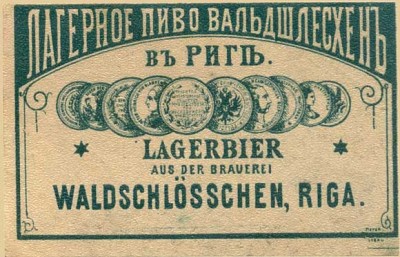 ЛАГЕРНОЕ ПИВО ВАЛЬДШЛЕСХЕНЪ
ВЪ РИГѢ.
LAGERBIER
AUS DER BRAUEREI
WALDSCHLÖSSCHEN, RIGA.